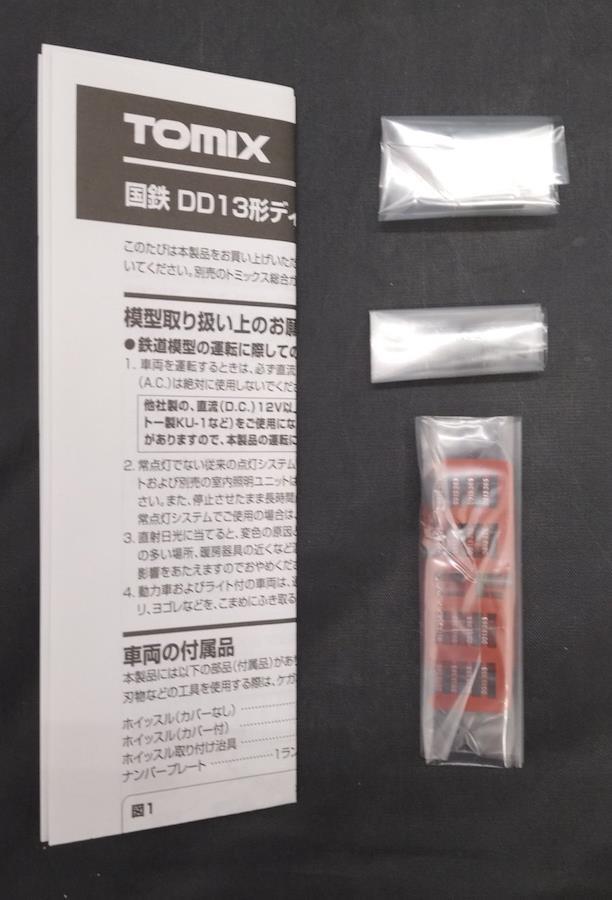 TOMIX
国鉄 DD13形ディ
このたびは本製品をお買い上げいただ
いてください。別売のトミックス総合カ
模型取り扱い上のお願
●鉄道模型の運転に際しての
1. 車両を運転するときは、必ず直流
(A.C.)は絶対に使用しないでくださ
他社製の、直流(D.C.)12V以
トー製KU-1など)をご使用にな
がありますので、本製品の運転に
2. 常点灯でない従来の点灯システム
トおよび別売の室内照明ユニットは
さい。また、停止させたまま長時間
常点灯システムでご使用の場合は、
3. 直射日光に当てると、変色の原因と
の多い場所、暖房器具の近くなど
影響をあたえますのでおやめくだ
4. 動力車およびライト付の車両は、
リ、ヨゴレなどを、こまめにふき取る
車両の付属品
本製品には以下の部品(付属品)があ
刃物などの工具を使用する際は、ケガ
ホイッスル(カバーなし)
ホイッスル(カバー付)
ホイッスル取り付け治具
ナンバープレート ……………1ラン
図1